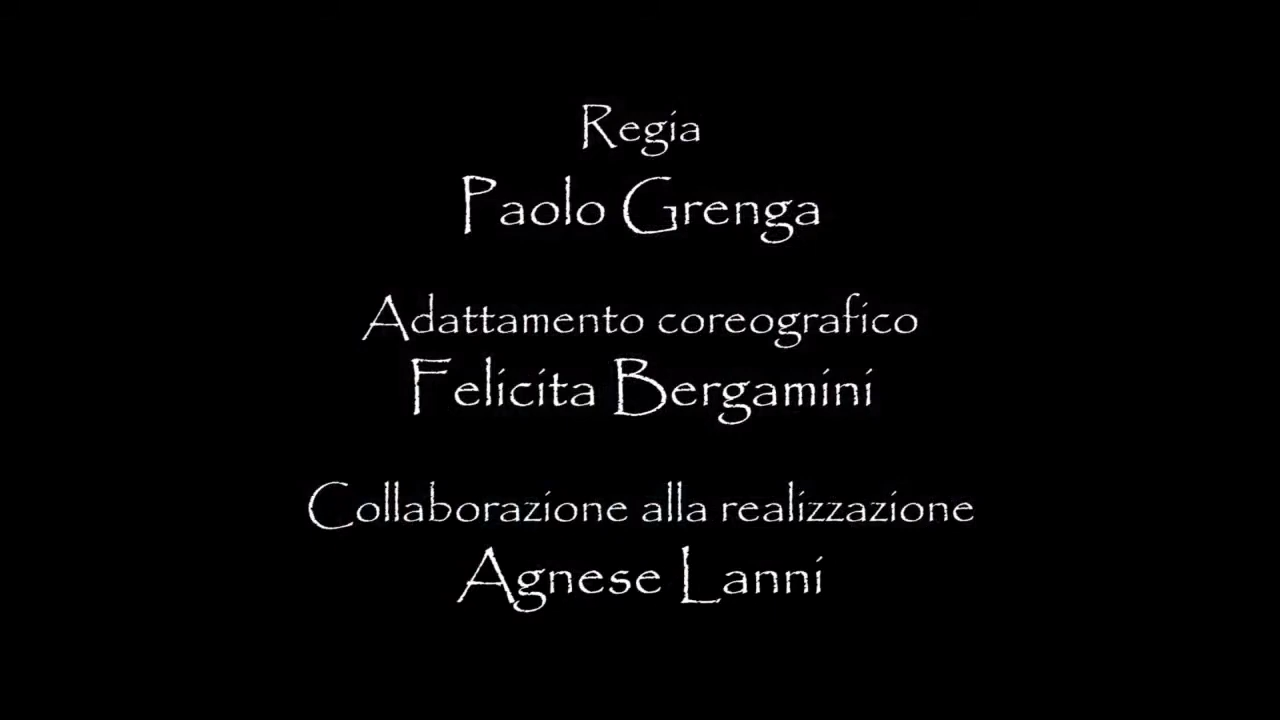 Regia
Paolo Grenga
Adattamento coreografico
Felicita Bergamini
Collaborazione alla realizzazione
Agnese Lanni